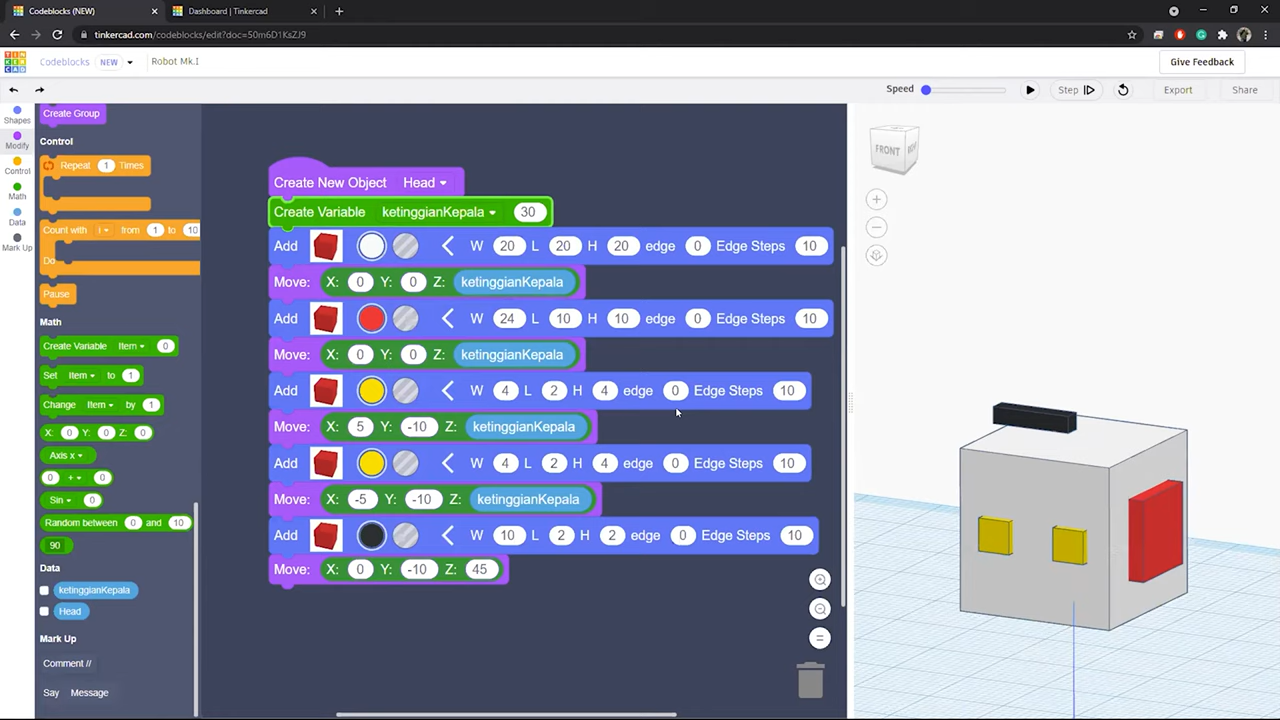 Codeblocks (NEW)
Dashboard | Tinkercad
tinkercad.com/codeblocks/edit?doc=50m6D1KsZJ9
TIN
KER
CAD
Codeblocks NEW
Robot Mk.I
Give Feedback
Speed
Step
Export
Share
Shapes
Modify
Control
Math
Data
Mark Up
Create Group
Control
Repeat 1 Times
Count with i from 1 to 10
Do
Pause
Math
Create Variable Item 0
Set Item to 1
Change Item by 1
X: 0 Y: 0 Z: 0
Axis x
0 + 0
Sin 0
Random between 0 and 10
90
Data
ketinggianKepala
Head
Mark Up
Comment //
Say Message
Create New Object Head
Create Variable ketinggianKepala 30
Add W 20 L 20 H 20 edge 0 Edge Steps 10
Move: X: 0 Y: 0 Z: ketinggianKepala
Add W 24 L 10 H 10 edge 0 Edge Steps 10
Move: X: 0 Y: 0 Z: ketinggianKepala
Add W 4 L 2 H 4 edge 0 Edge Steps 10
Move: X: 5 Y: -10 Z: ketinggianKepala
Add W 4 L 2 H 4 edge 0 Edge Steps 10
Move: X: -5 Y: -10 Z: ketinggianKepala
Add W 10 L 2 H 2 edge 0 Edge Steps 10
Move: X: 0 Y: -10 Z: 45
FRONT